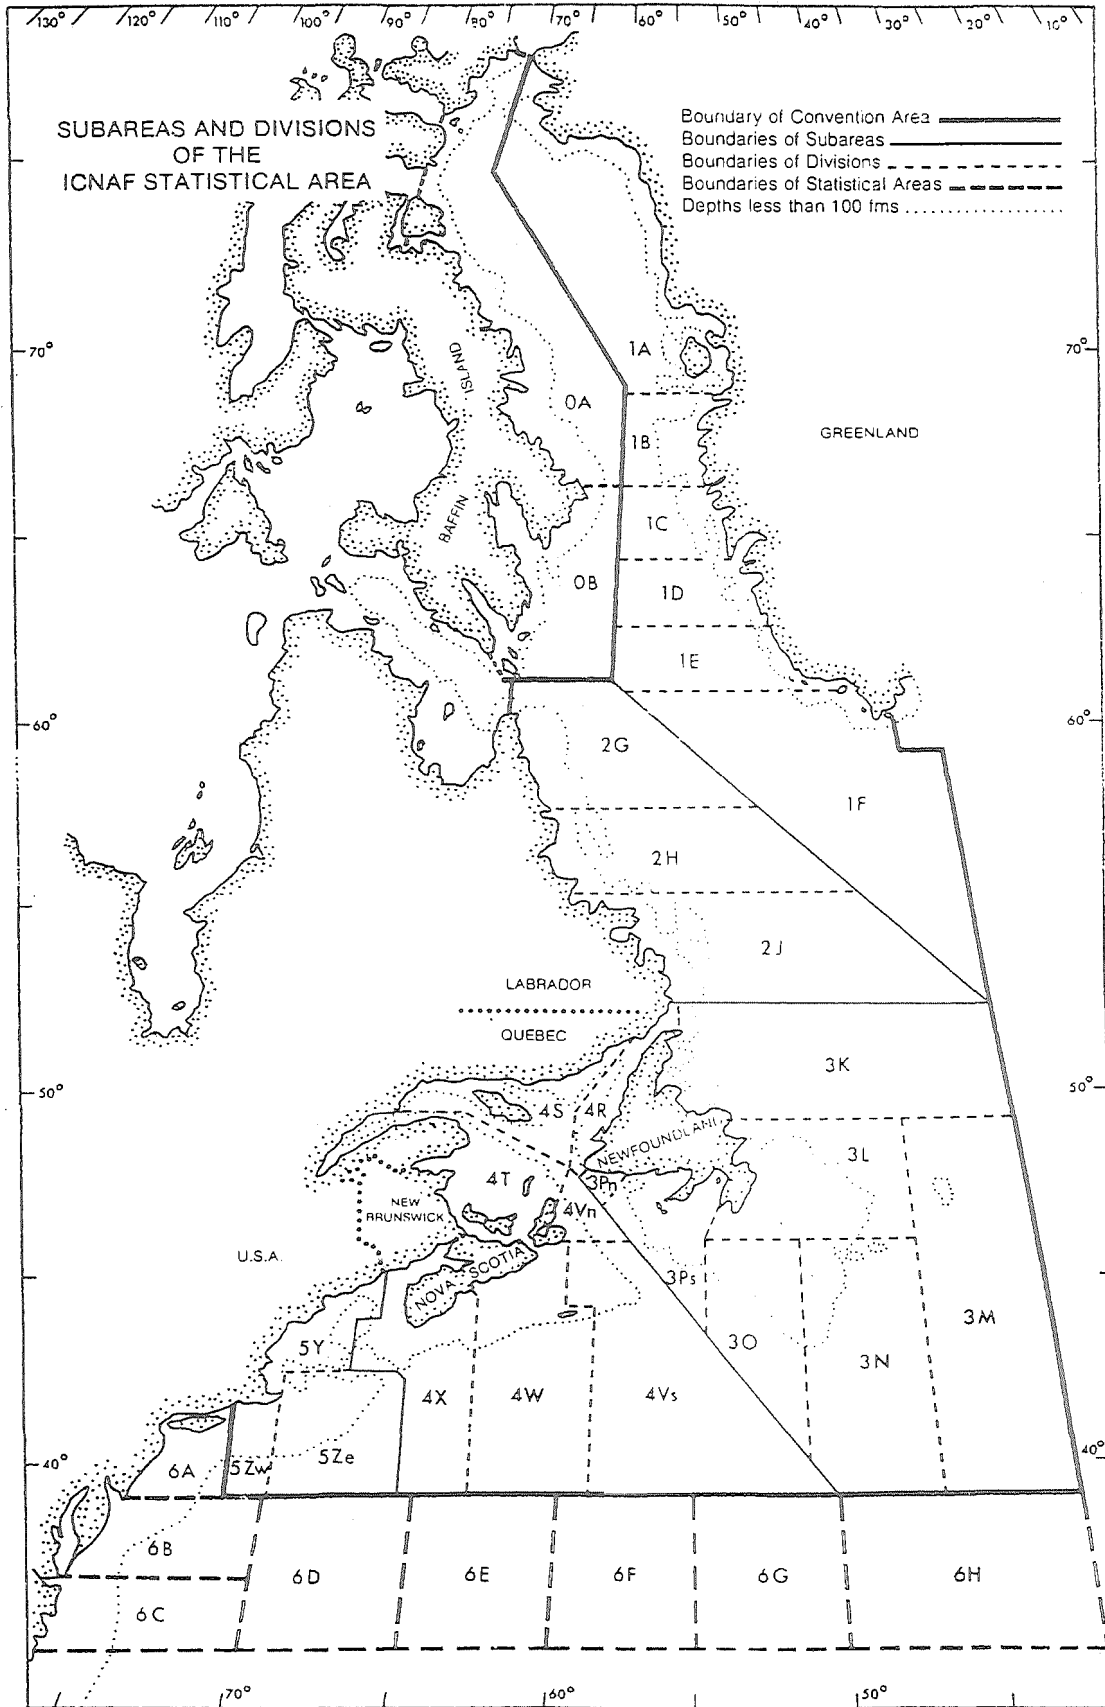 130° 120° 110° 100° 90° 80° 70° 60° 50° 40° 30° 20° 10°
SUBAREAS AND DIVISIONS
OF THE
ICNAF STATISTICAL AREA
Boundary of Convention Area
Boundaries of Subareas
Boundaries of Divisions
Boundaries of Statistical Areas
Depths less than 100 fms
70° 1A 70°
ISLAND
0A
1B
GREENLAND
BAFFIN
1C
0B
1D
1E
60° 60°
2G
1F
2H
2J
LABRADOR
QUEBEC
3K
50° 50°
4S 4R
NEWFOUNDLAN
3L
4T
3Pn
NEW
BRUNSWICK
4Vn
U.S.A.
NOVA SCOTIA
3Ps
3M
5Y
3O
3N
4X 4W 4Vs
40° 40°
6A 5Zw 5Ze
6B
6D 6E 6F 6G 6H
6C
70° 60° 50°